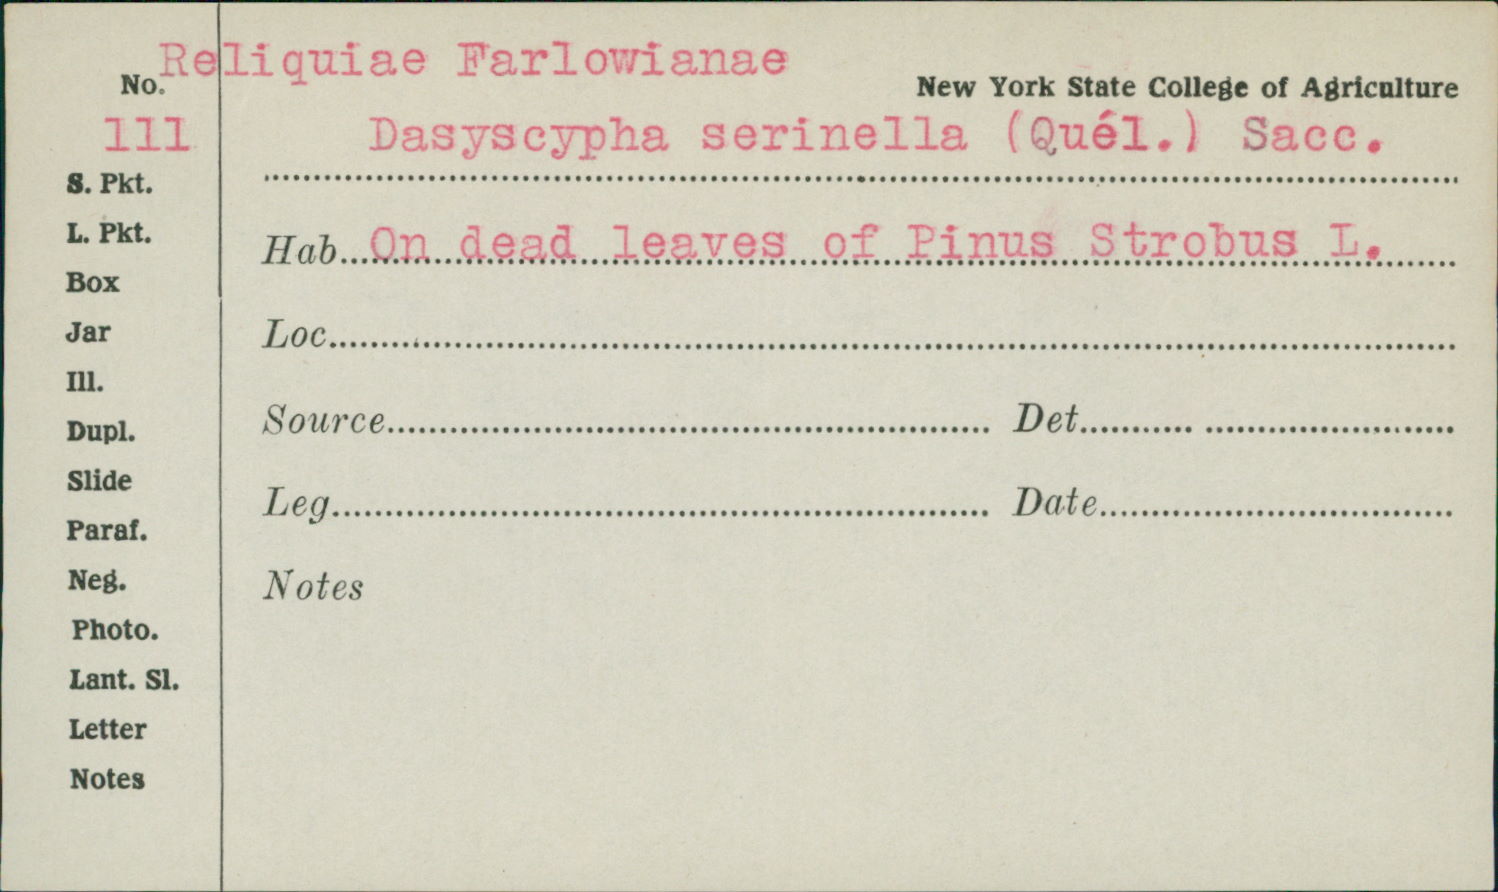 Reliquiae Farlowianae
No.
New York State College of Agriculture
111
Dasyscypha serinella (Quél.) Sacc.
S. Pkt.
L. Pkt.
Hab...On dead leaves of Pinus Strobus L.
Box
Jar
Loc.
Ill.
Dupl.
Source Det.
Slide
Leg. Date
Paraf.
Neg.
Notes
Photo.
Lant. Sl.
Letter
Notes